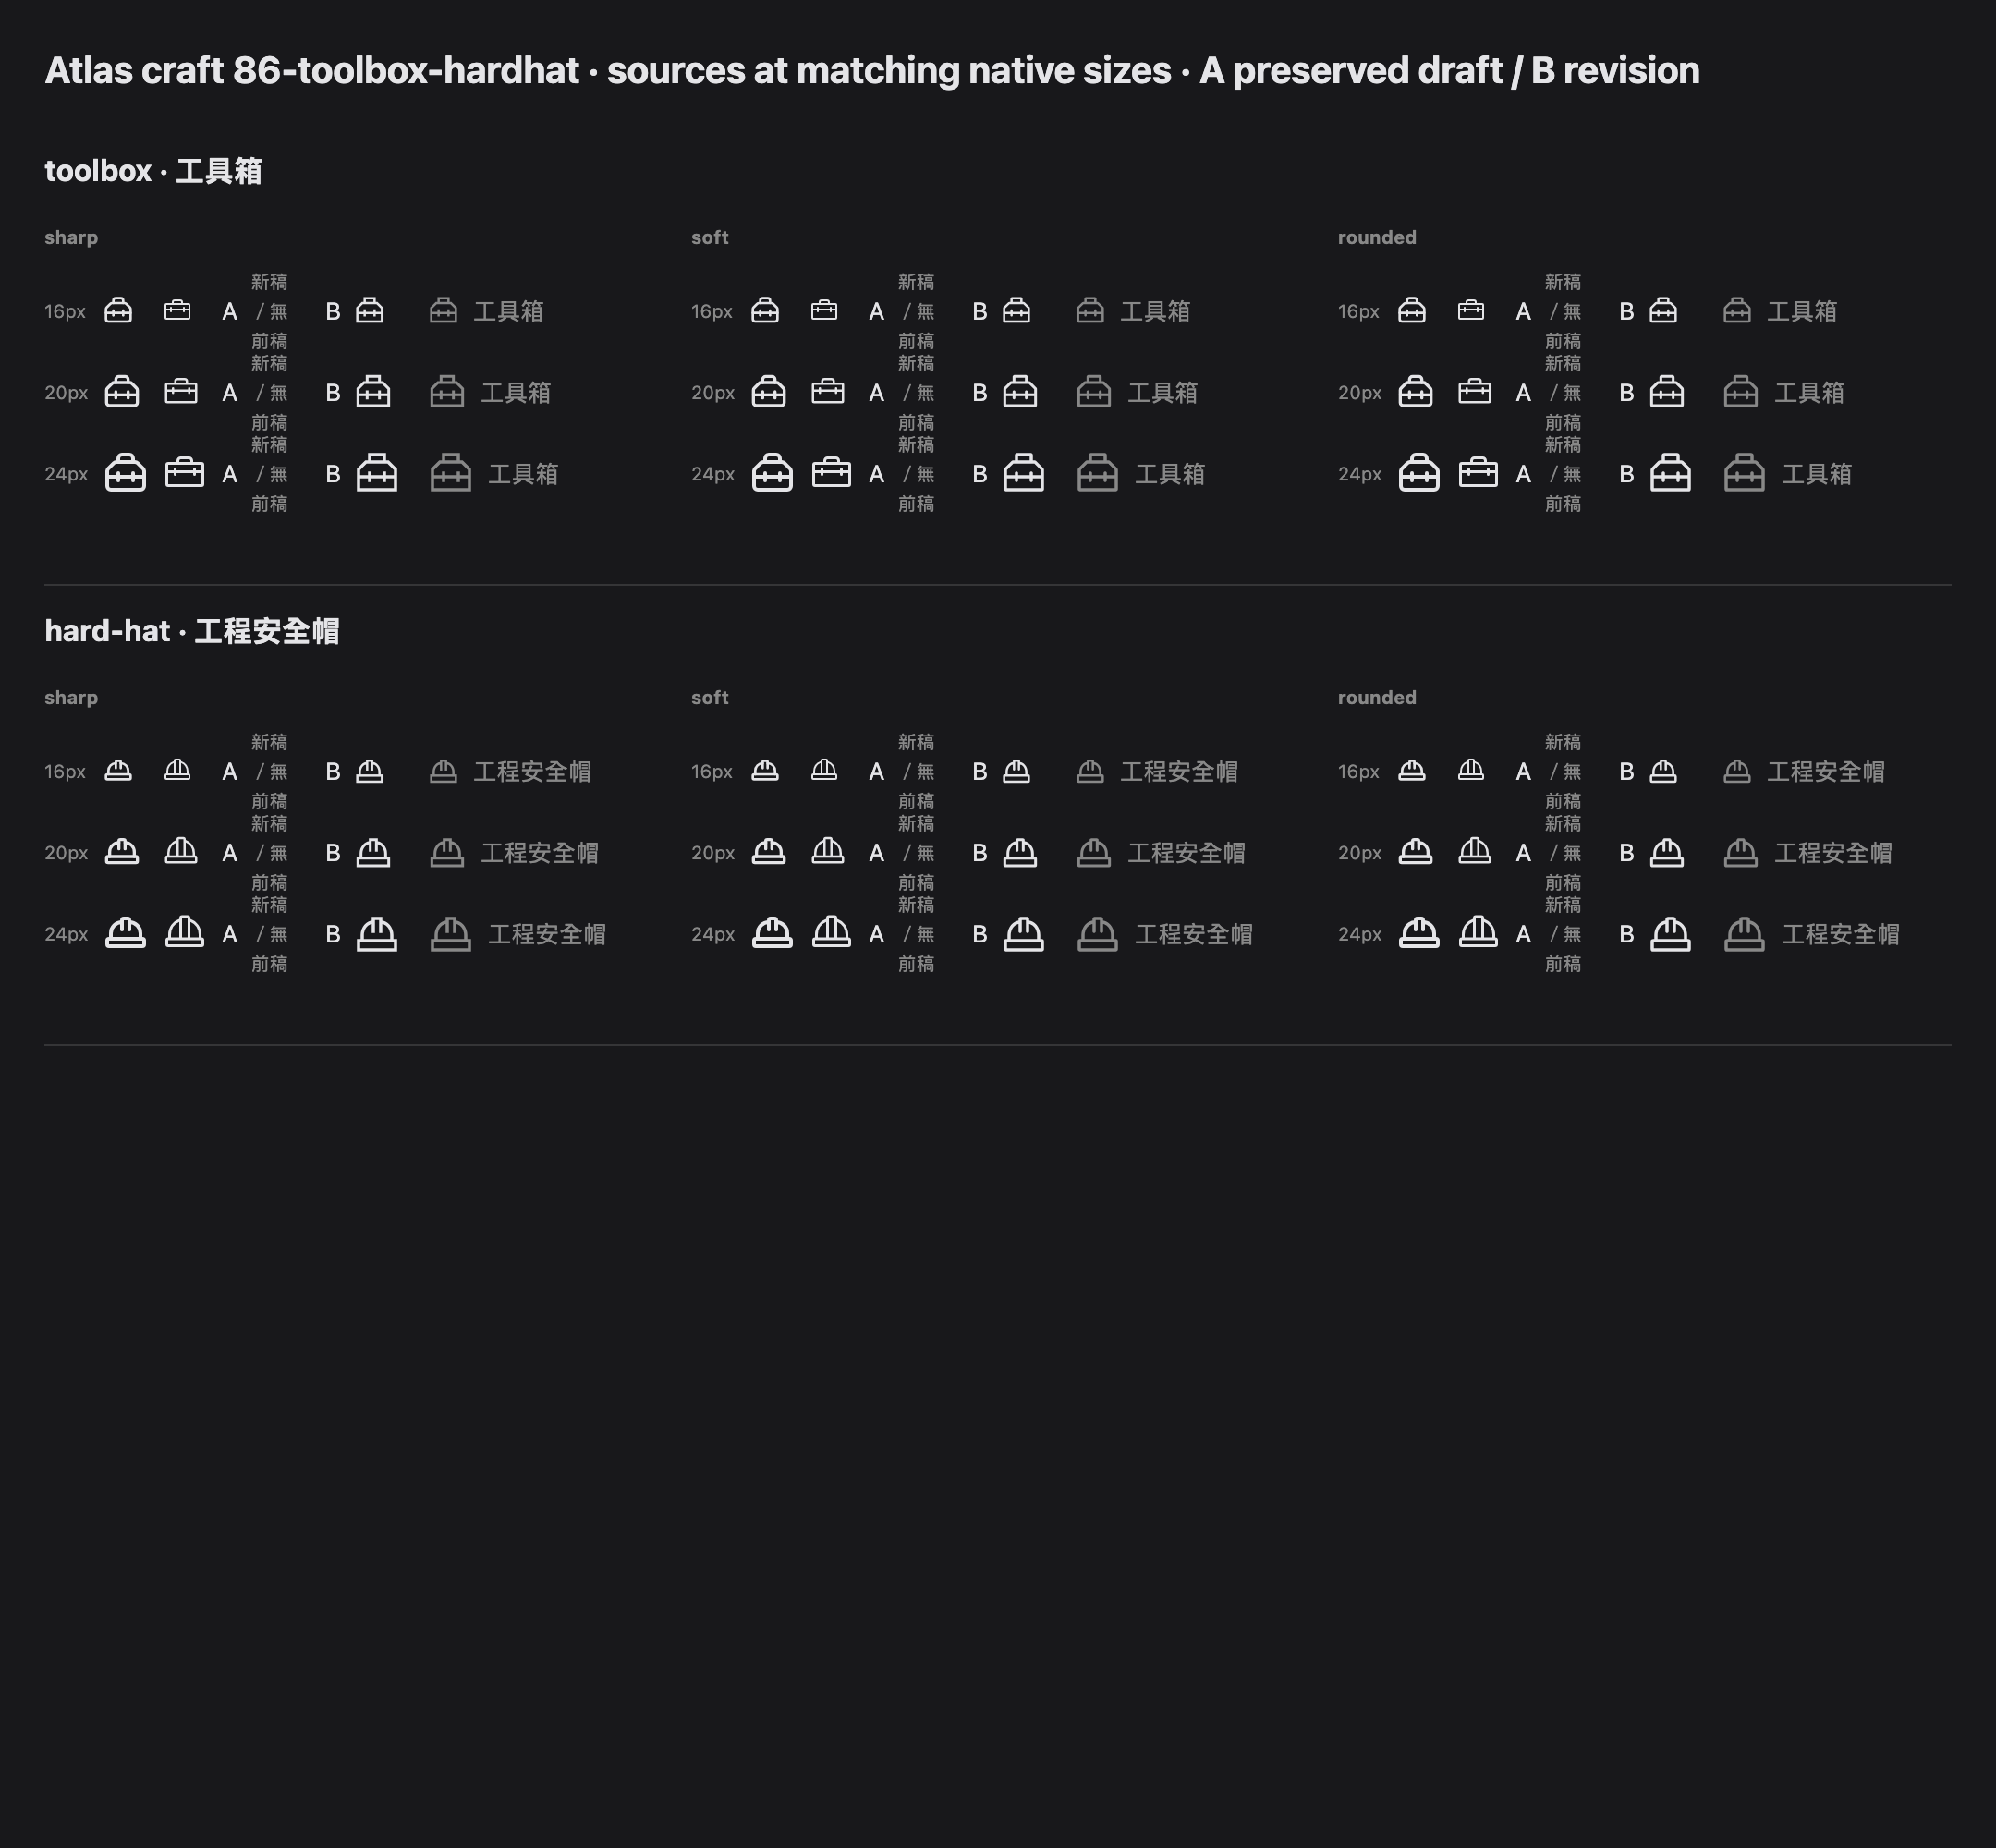 Atlas craft 86-toolbox-hardhat · sources at matching native sizes · A preserved draft / B revision
toolbox · 工具箱
sharp
16px A 新稿 / 無 前稿 B 工具箱
20px A 新稿 / 無 前稿 B 工具箱
24px A 新稿 / 無 前稿 B 工具箱
soft
16px A 新稿 / 無 前稿 B 工具箱
20px A 新稿 / 無 前稿 B 工具箱
24px A 新稿 / 無 前稿 B 工具箱
rounded
16px A 新稿 / 無 前稿 B 工具箱
20px A 新稿 / 無 前稿 B 工具箱
24px A 新稿 / 無 前稿 B 工具箱
hard-hat · 工程安全帽
sharp
16px A 新稿 / 無 前稿 B 工程安全帽
20px A 新稿 / 無 前稿 B 工程安全帽
24px A 新稿 / 無 前稿 B 工程安全帽
soft
16px A 新稿 / 無 前稿 B 工程安全帽
20px A 新稿 / 無 前稿 B 工程安全帽
24px A 新稿 / 無 前稿 B 工程安全帽
rounded
16px A 新稿 / 無 前稿 B 工程安全帽
20px A 新稿 / 無 前稿 B 工程安全帽
24px A 新稿 / 無 前稿 B 工程安全帽